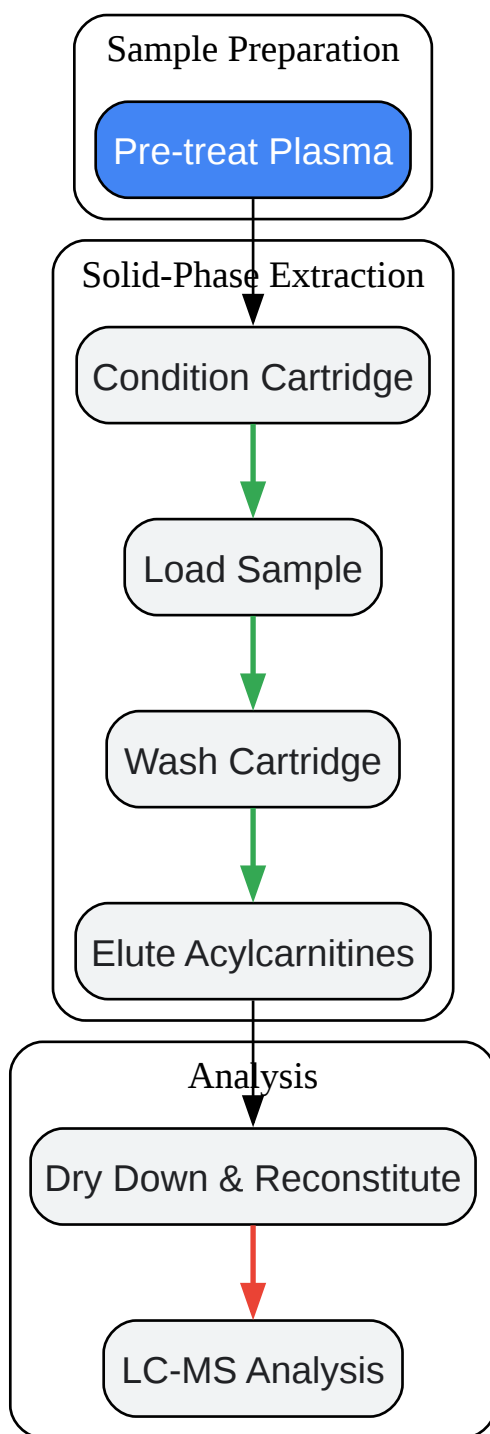 Sample Preparation
Pre-treat Plasma
Solid-Phase Extraction
Condition Cartridge
Load Sample
Wash Cartridge
Elute Acylcarnitines
Analysis
Dry Down & Reconstitute
LC-MS Analysis